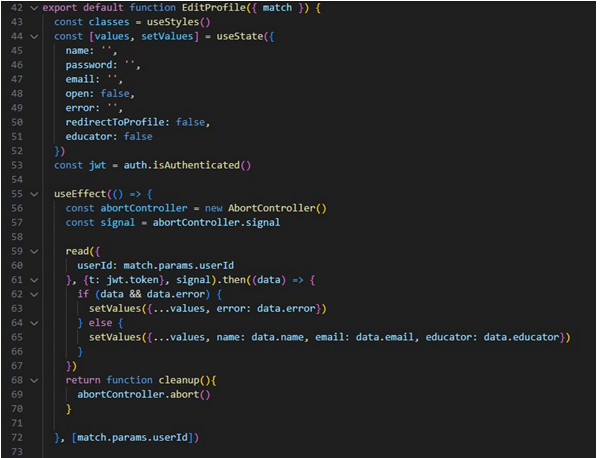 42 export default function EditProfile({ match }) {
43 const classes = useStyles()
44 const [values, setValues] = useState({
45 name: '',
46 password: '',
47 email: '',
48 open: false,
49 error: '',
50 redirectToProfile: false,
51 educator: false
52 })
53 const jwt = auth.isAuthenticated()
54
55 useEffect(() => {
56 const abortController = new AbortController()
57 const signal = abortController.signal
58
59 read({
60 userId: match.params.userId
61 }, {t: jwt.token}, signal).then((data) => {
62 if (data && data.error) {
63 setValues({...values, error: data.error})
64 } else {
65 setValues({...values, name: data.name, email: data.email, educator: data.educator})
66 }
67 })
68 return function cleanup(){
69 abortController.abort()
70 }
71
72 }, [match.params.userId])
73